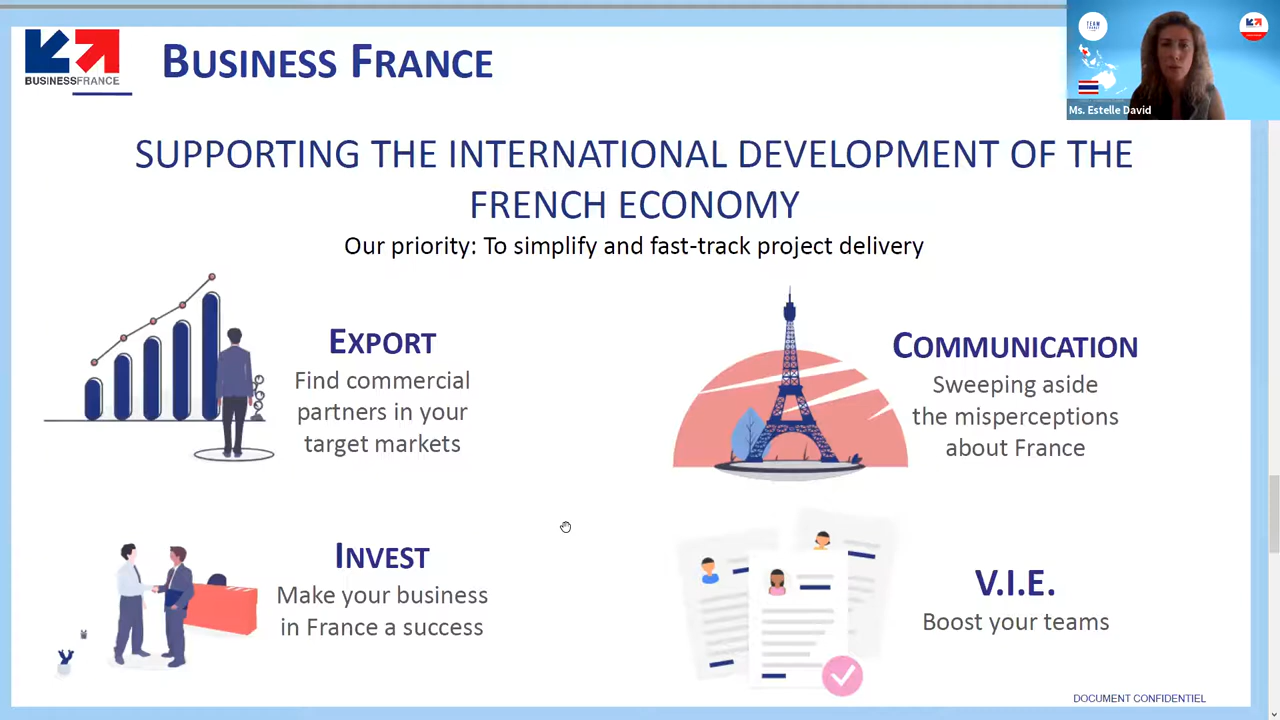 BUSINESS FRANCE
BUSINESSFRANCE
Ms. Estelle David
SUPPORTING THE INTERNATIONAL DEVELOPMENT OF THE
FRENCH ECONOMY
Our priority: To simplify and fast-track project delivery
EXPORT
Find commercial
partners in your
target markets
COMMUNICATION
Sweeping aside
the misperceptions
about France
INVEST
Make your business
in France a success
V.I.E.
Boost your teams
DOCUMENT CONFIDENTIEL